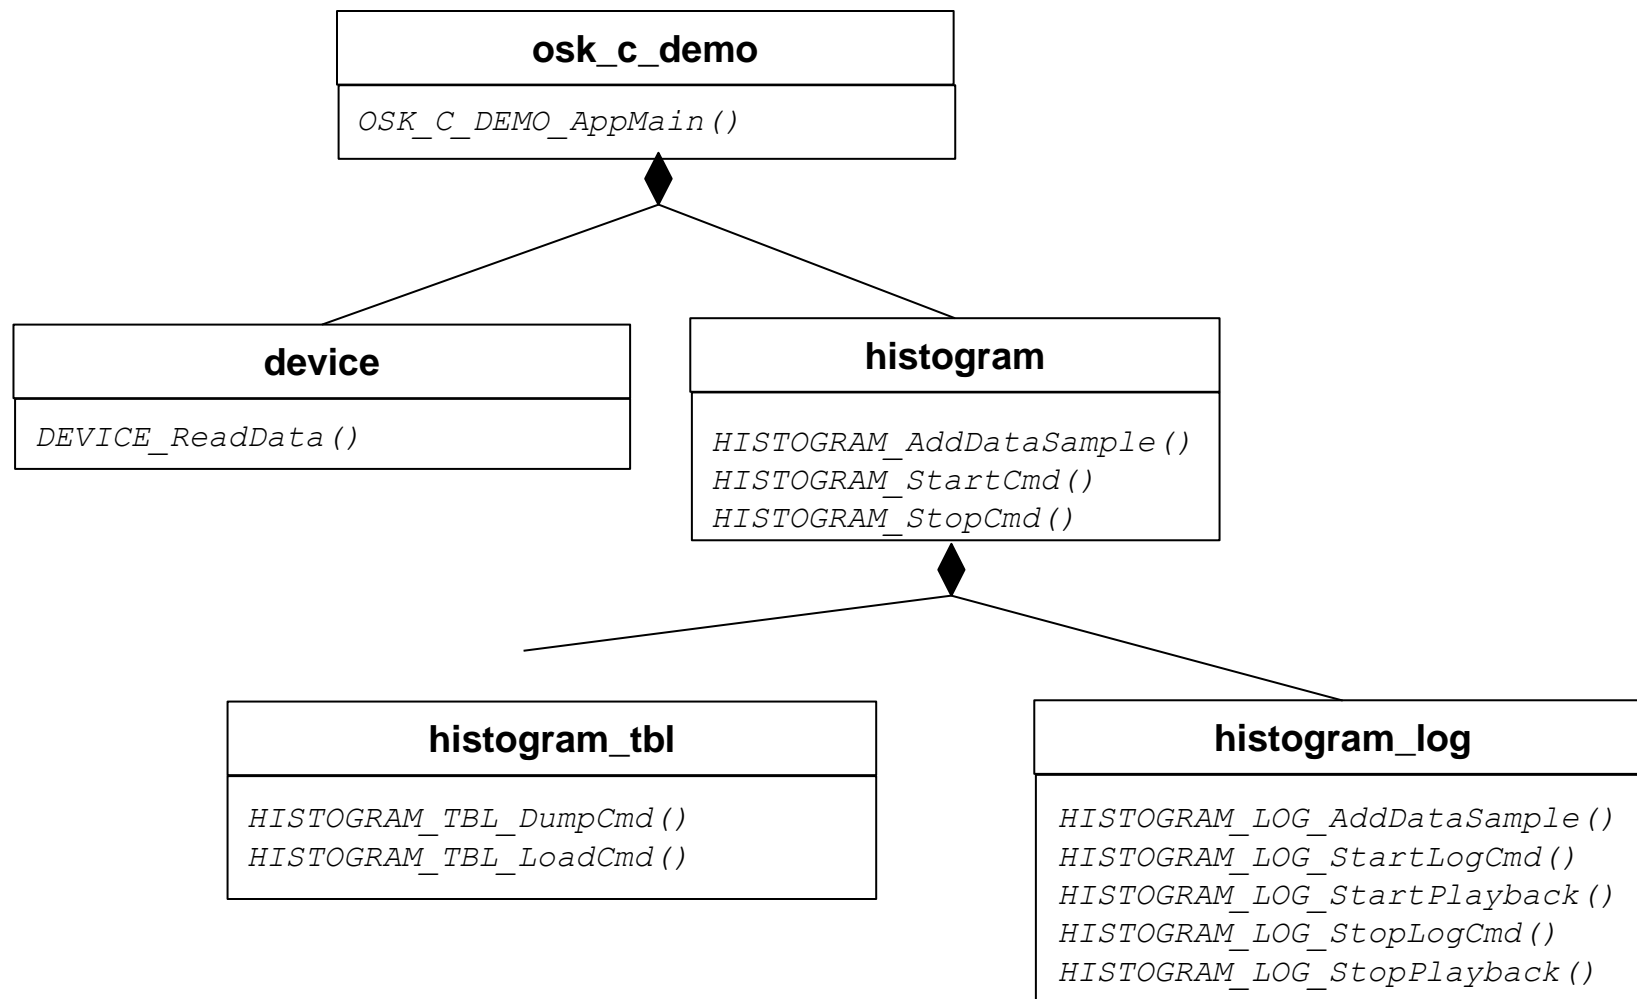 osk_c_demo
OSK_C_DEMO_AppMain()
device
DEVICE_ReadData()
histogram
HISTOGRAM_AddDataSample()
HISTOGRAM_StartCmd()
HISTOGRAM_StopCmd()
histogram_tbl
HISTOGRAM_TBL_DumpCmd()
HISTOGRAM_TBL_LoadCmd()
histogram_log
HISTOGRAM_LOG_AddDataSample()
HISTOGRAM_LOG_StartLogCmd()
HISTOGRAM_LOG_StartPlayback()
HISTOGRAM_LOG_StopLogCmd()
HISTOGRAM_LOG_StopPlayback()